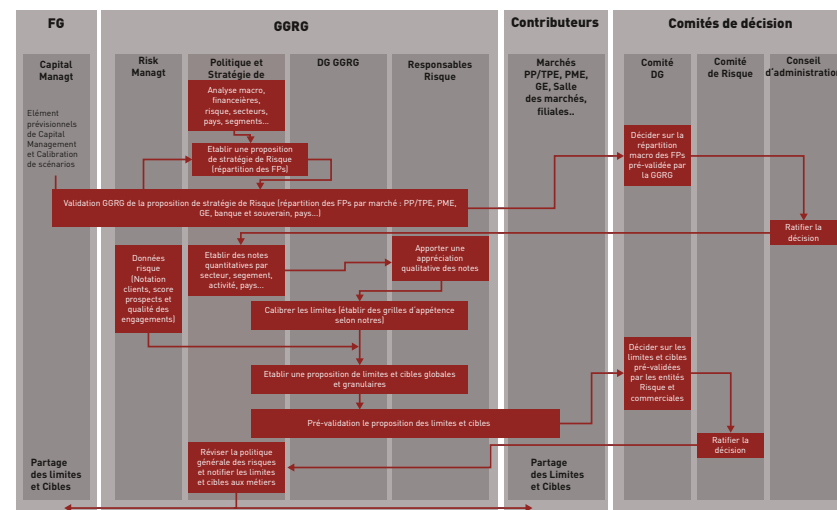 FG
GGRG
Contributeurs
Comités de décision
Capital
Managt
Risk
Managt
Politique et
Stratégie de
DG GGRG
Responsables
Risque
Marchés
PP/TPE, PME,
GE, Salle
des marchés,
filiales..
Comité
DG
Comité
de Risque
Conseil
d'administration
Elément
prévisionnels
de Capital
Management
et Calibration
de scénarios
Analyse macro,
financeières,
risque, secteurs,
pays, segments...
Etablir une proposition
de stratégie de Risque
(répartition des FPs)
Décider sur la
répartition
macro des FPs
pré-validée par
la GGRG
Validation GGRG de la proposition de stratégie de Risque (répartition des FPs par marché : PP/TPE, PME,
GE, banque et souverain, pays...)
Ratifier la
décision
Données
risque
(Notation
clients, score
prospects et
qualité des
engagements)
Etablir des notes
quantitatives par
secteur, segement,
activité, pays...
Apporter une
appréciation
qualitative des notes
Calibrer les limites (établir des grilles d'appétence
selon notres)
Etablir une proposition de limites et cibles globales
et granulaires
Décider sur les
limites et cibles
pré-validées
par les entités
Risque et
commerciales
Pré-validation le proposition des limites et cibles
Ratifier la
décision
Réviser la politique
générale des risques
et notifier les limites
et cibles aux métiers
Partage
des limites
et Cibles
Partage
des Limites
et Cibles